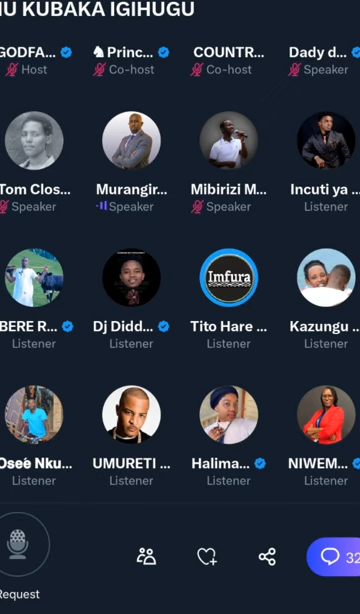 U KUBAKA IGIHUGU
GODFA... Princ... COUNTR... Dady d...
Host Co-host Co-host Speaker
Tom Clos... Murangir... Mibirizi M... Incuti ya ...
Speaker Speaker Speaker Listener
Imfura
BERE R... Dj Didd... Tito Hare ... Kazungu ...
Listener Listener Listener Listener
Oseé Nku... UMURETI ... Halima... NIWEM...
Listener Listener Listener Listener
32
Request